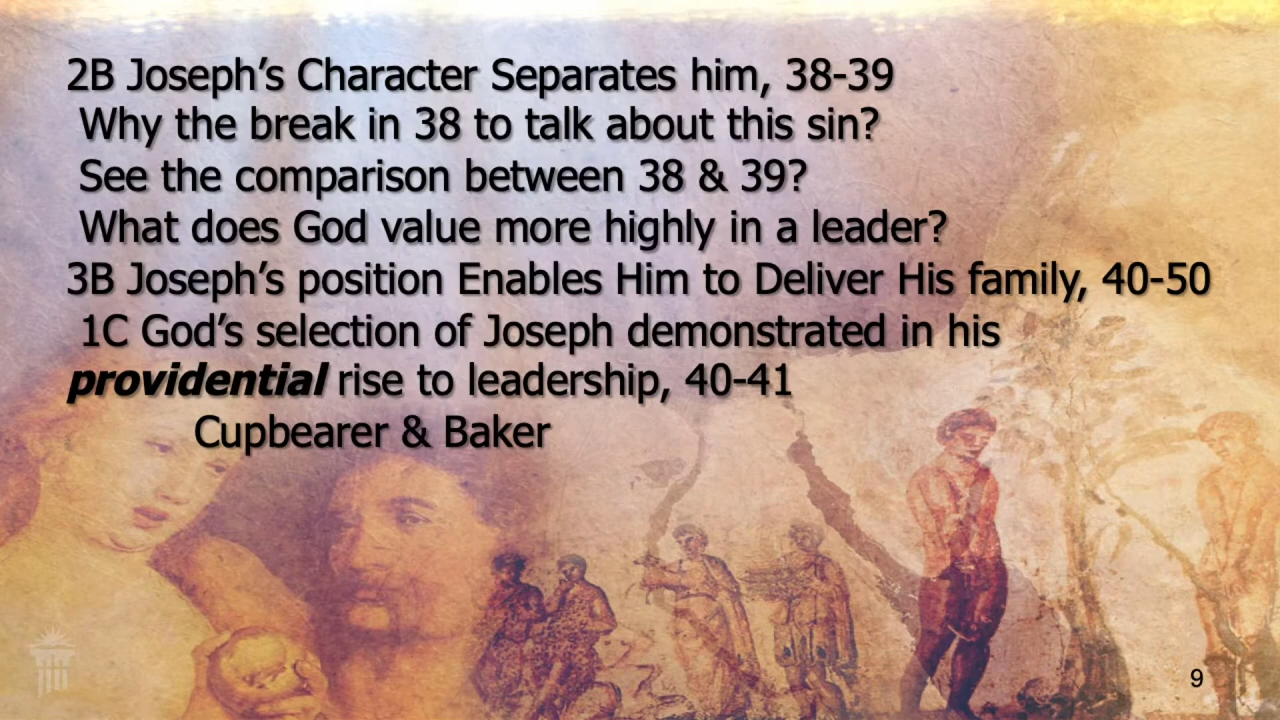 2B Joseph’s Character Separates him, 38-39
Why the break in 38 to talk about this sin?
See the comparison between 38 & 39?
What does God value more highly in a leader?
3B Joseph’s position Enables Him to Deliver His family, 40-50
1C God’s selection of Joseph demonstrated in his
providential rise to leadership, 40-41
Cupbearer & Baker
9